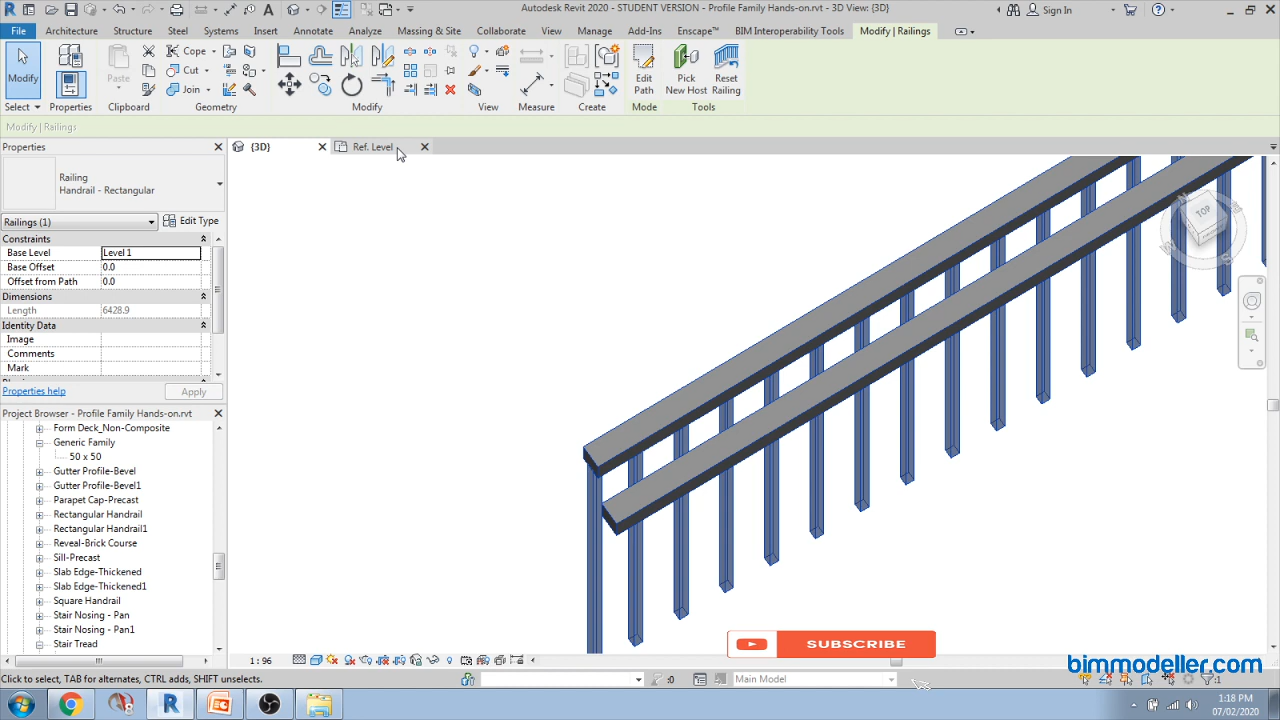 Autodesk Revit 2020 - STUDENT VERSION - Profile Family Hands-on.rvt - 3D View: {3D}
Sign In
File Architecture Structure Steel Systems Insert Annotate Analyze Massing & Site Collaborate View Manage Add-Ins Enscape™ BIM Interoperability Tools Modify | Railings
Modify
Properties
Paste
Cope
Cut
Join
Edit Path
Pick New Host
Reset Railing
Select Properties Clipboard Geometry Modify View Measure Create Mode Tools
Modify | Railings
Properties
{3D} Ref. Level
Railing
Handrail - Rectangular
Railings (1) Edit Type
Constraints
Base Level Level 1
Base Offset 0.0
Offset from Path 0.0
Dimensions
Length 6428.9
Identity Data
Image
Comments
Mark
Properties help Apply
Project Browser - Profile Family Hands-on.rvt
Form Deck_Non-Composite
Generic Family
50 x 50
Gutter Profile-Bevel
Gutter Profile-Bevel1
Parapet Cap-Precast
Rectangular Handrail
Rectangular Handrail1
Reveal-Brick Course
Sill-Precast
Slab Edge-Thickened
Slab Edge-Thickened1
Square Handrail
Stair Nosing - Pan
Stair Nosing - Pan1
Stair Tread
TOP
SUBSCRIBE
1 : 96
bimmodeller.com
Click to select, TAB for alternates, CTRL adds, SHIFT unselects.
:0
Main Model
:1
1:18 PM
07/02/2020